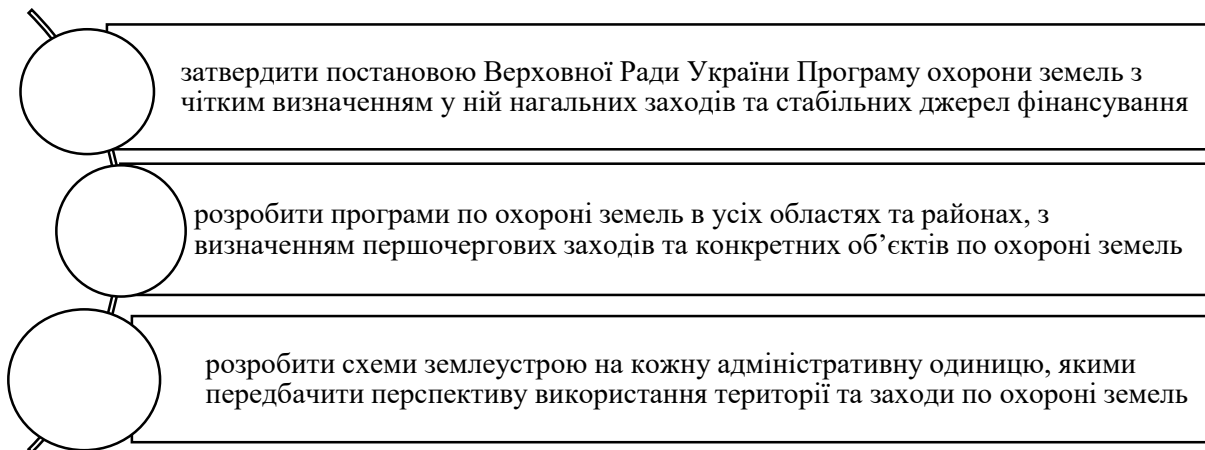 затвердити постановою Верховної Ради України Програму охорони земель з
чітким визначенням у ній нагальних заходів та стабільних джерел фінансування
розробити програми по охороні земель в усіх областях та районах, з
визначенням першочергових заходів та конкретних об’єктів по охороні земель
розробити схеми землеустрою на кожну адміністративну одиницю, якими
передбачити перспективу використання території та заходи по охороні земель